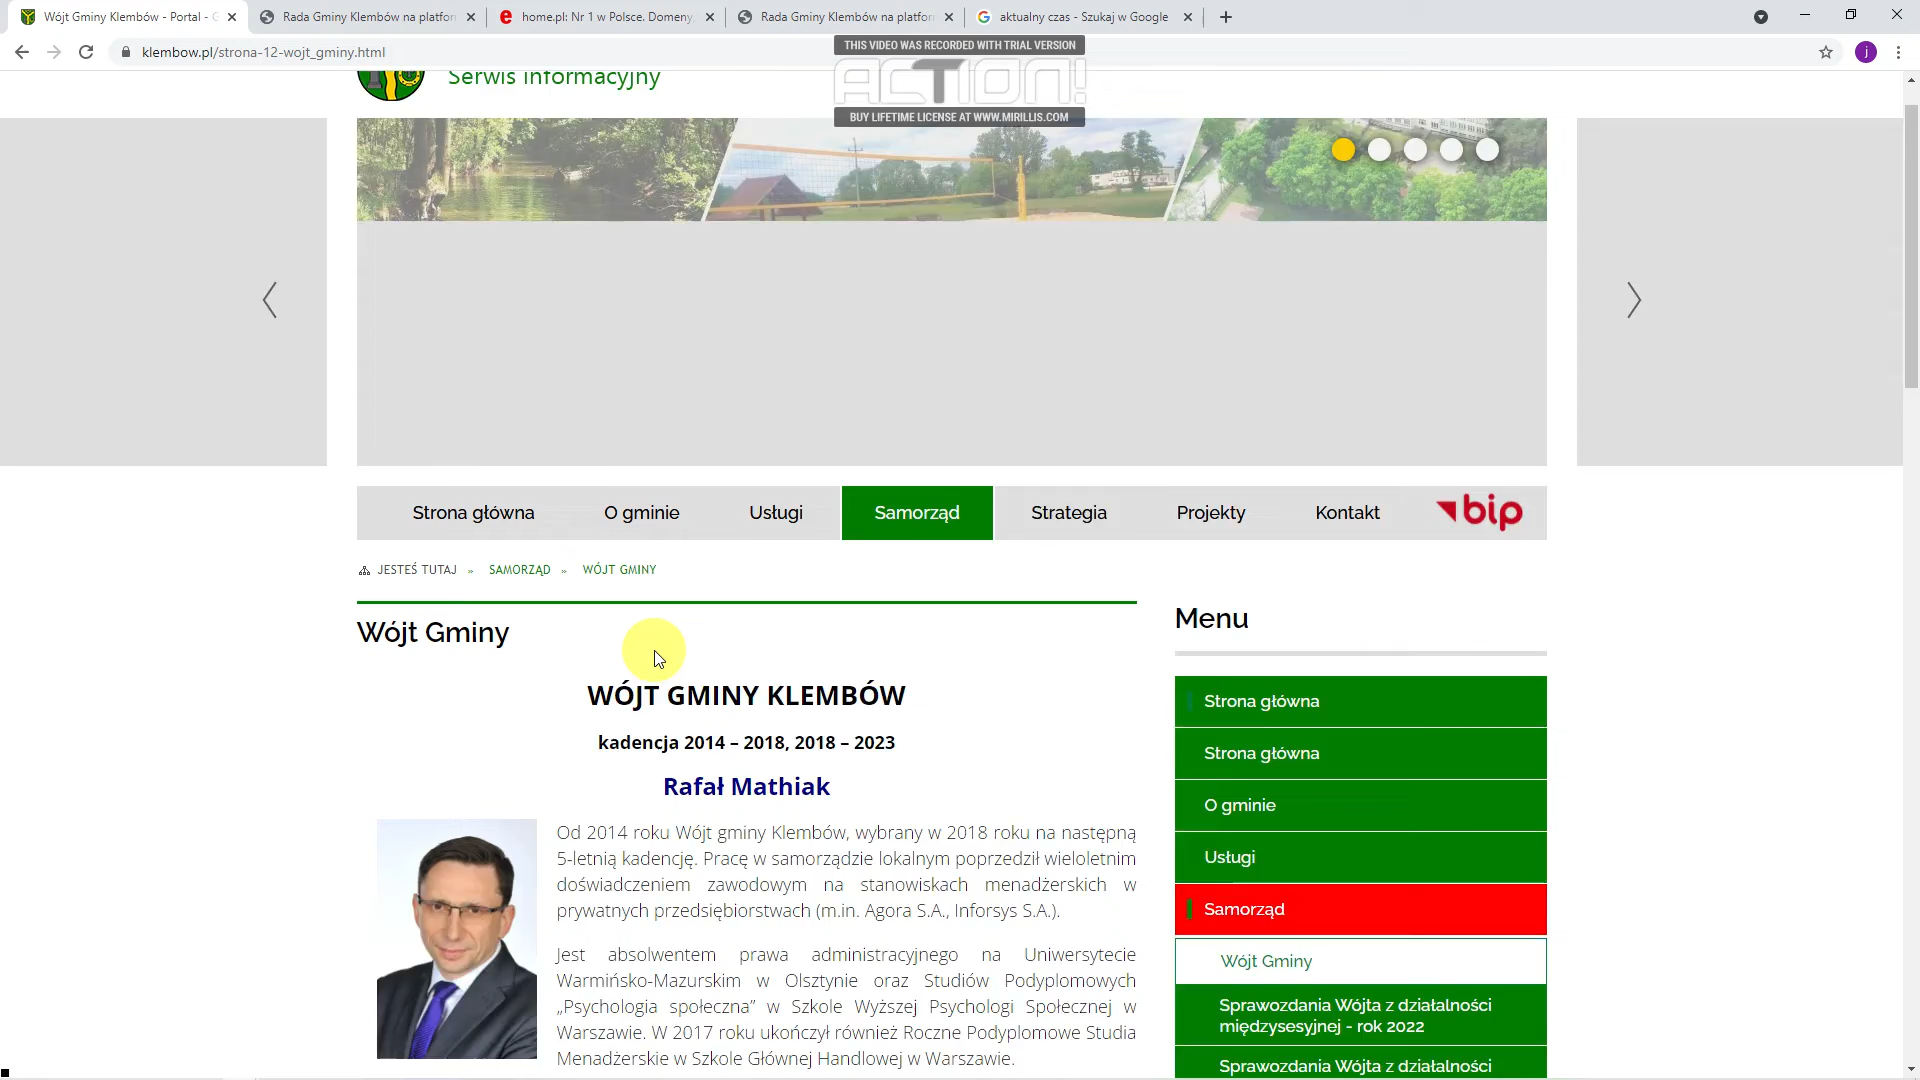 Wójt Gminy Klembów - Portal - G
Rada Gminy Klembów na platfor
home.pl: Nr 1 w Polsce. Domeny,
Rada Gminy Klembów na platfor
aktualny czas - Szukaj w Google
klembow.pl/strona-12-wojt_gminy.html
j
THIS VIDEO WAS RECORDED WITH TRIAL VERSION
ACTION!
BUY LIFETIME LICENSE AT WWW.MIRILLIS.COM
Serwis informacyjny
Strona główna
O gminie
Usługi
Samorząd
Strategia
Projekty
Kontakt
bip
JESTEŚ TUTAJ » SAMORZĄD » WÓJT GMINY
Wójt Gminy
WÓJT GMINY KLEMBÓW
kadencja 2014 – 2018, 2018 – 2023
Rafał Mathiak
Od 2014 roku Wójt gminy Klembów, wybrany w 2018 roku na następną
5-letnią kadencję. Pracę w samorządzie lokalnym poprzedził wieloletnim
doświadczeniem zawodowym na stanowiskach menadżerskich w
prywatnych przedsiębiorstwach (m.in. Agora S.A., Inforsys S.A.).
Jest absolwentem prawa administracyjnego na Uniwersytecie
Warmińsko-Mazurskim w Olsztynie oraz Studiów Podyplomowych
„Psychologia społeczna” w Szkole Wyższej Psychologi Społecznej w
Warszawie. W 2017 roku ukończył również Roczne Podyplomowe Studia
Menadżerskie w Szkole Głównej Handlowej w Warszawie.
Menu
Strona główna
Strona główna
O gminie
Usługi
Samorząd
Wójt Gminy
Sprawozdania Wójta z działalności
międzysesyjnej - rok 2022
Sprawozdania Wójta z działalności